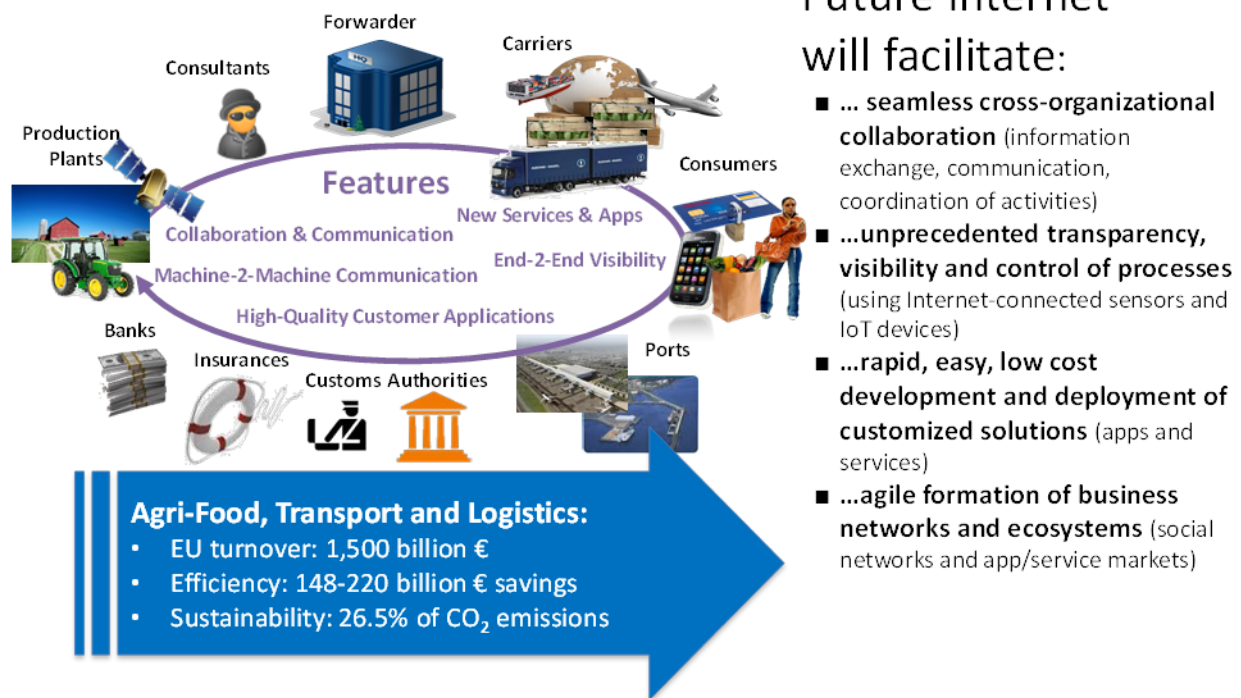 Forwarder
Consultants
Carriers
Production
Plants
Consumers
HQ
Features
New Services & Apps
Collaboration & Communication
End-2-End Visibility
Machine-2-Machine Communication
High-Quality Customer Applications
Banks
Insurances
Customs Authorities
Ports
Agri-Food, Transport and Logistics:
• EU turnover: 1,500 billion €
• Efficiency: 148-220 billion € savings
• Sustainability: 26.5% of CO₂ emissions
Future Internet
will facilitate:
■ ... seamless cross-organizational
collaboration (information
exchange, communication,
coordination of activities)
■ ...unprecedented transparency,
visibility and control of processes
(using Internet-connected sensors and
IoT devices)
■ ...rapid, easy, low cost
development and deployment of
customized solutions (apps and
services)
■ ...agile formation of business
networks and ecosystems (social
networks and app/service markets)